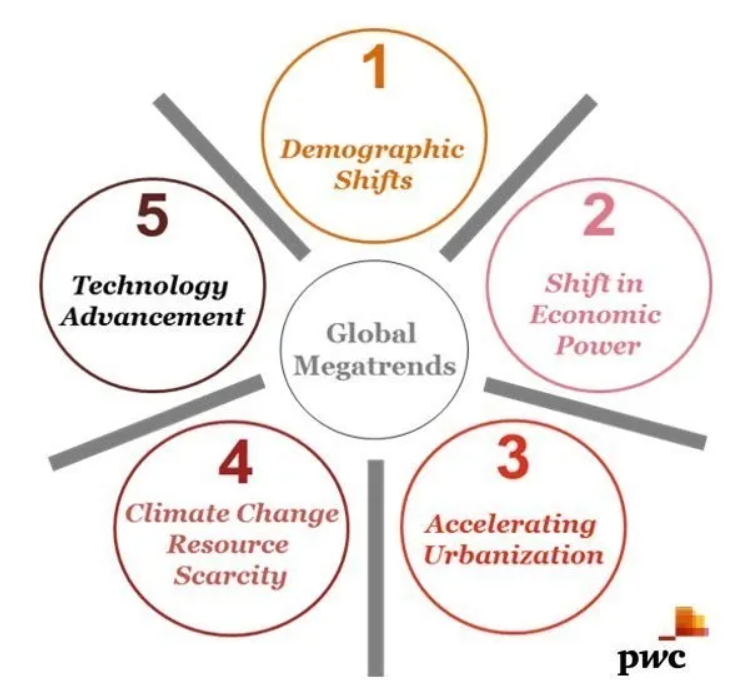 1
Demographic
Shifts
2
Shift in
Economic
Power
3
Accelerating
Urbanization
4
Climate Change
Resource
Scarcity
5
Technology
Advancement
Global
Megatrends
pwc